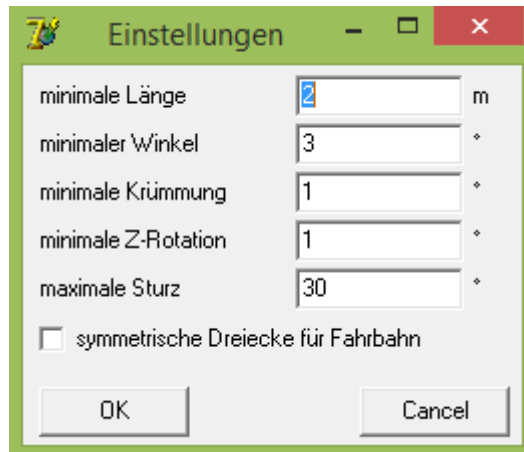 Einstellungen
minimale Länge 2 m
minimaler Winkel 3 °
minimale Krümmung 1 °
minimale Z-Rotation 1 °
maximale Sturz 30 °
symmetrische Dreiecke für Fahrbahn
OK Cancel